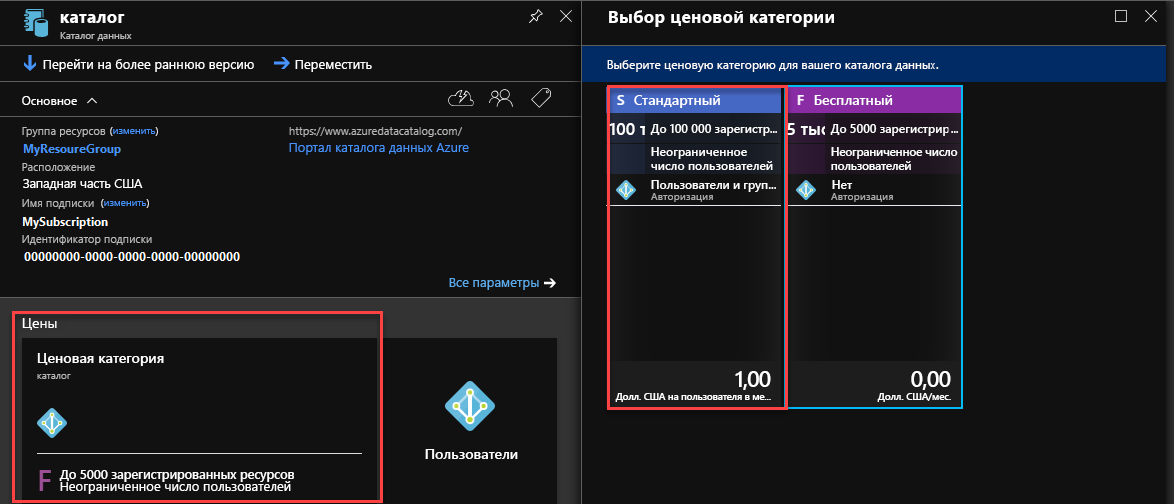 каталог
Каталог данных
Перейти на более раннюю версию
Переместить
Основное
Группа ресурсов (изменить)
MyResoureGroup
Расположение
Западная часть США
Имя подписки (изменить)
MySubscription
Идентификатор подписки
00000000-0000-0000-0000-00000000
https://www.azuredatacatalog.com/
Портал каталога данных Azure
Все параметры
Цены
Ценовая категория
каталог
F До 5000 зарегистрированных ресурсов
Неограниченное число пользователей
Пользователи
Выбор ценовой категории
Выберите ценовую категорию для вашего каталога данных.
S Стандартный
100 т До 100 000 зарегистр...
Неограниченное
число пользователей
Пользователи и груп...
Авторизация
1,00
Долл. США на пользователя в ме...
F Бесплатный
5 тыс До 5000 зарегистрир...
Неограниченное число
пользователей
Нет
Авторизация
0,00
Долл. США/мес.